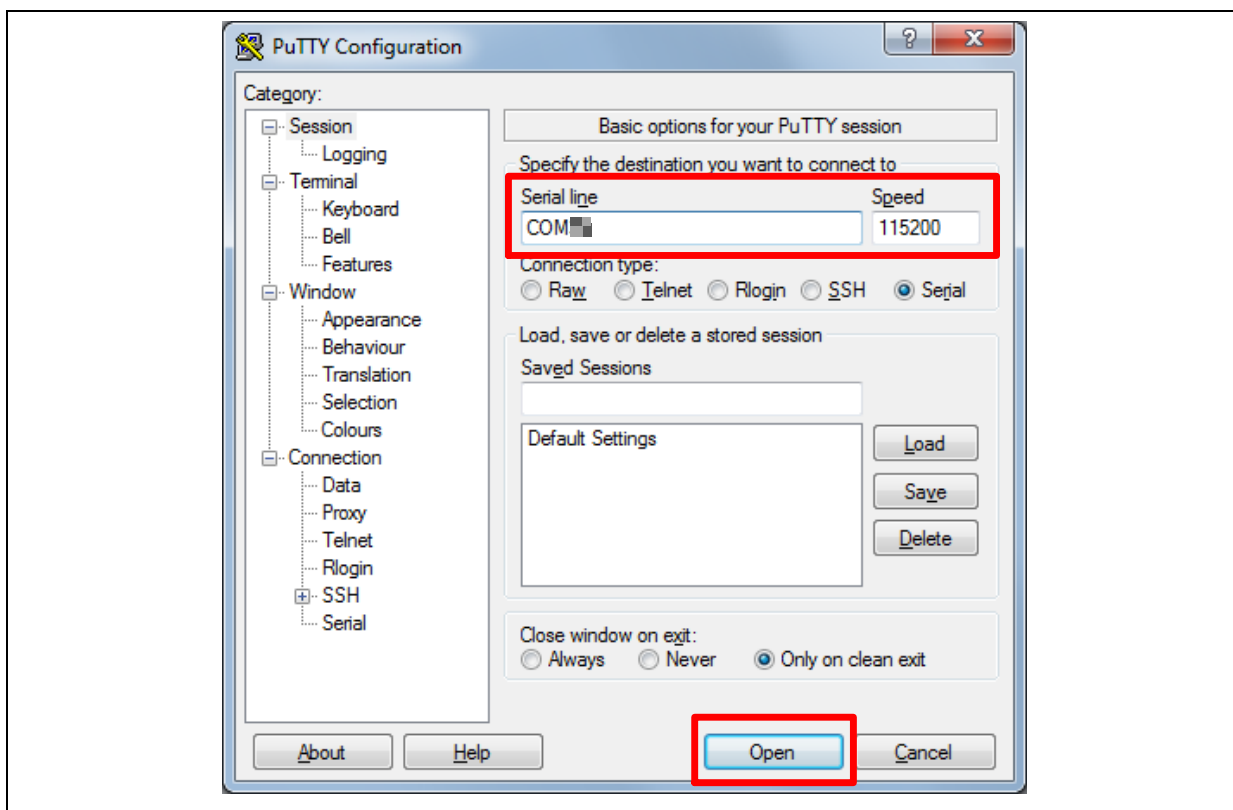 PuTTY Configuration
Category:
Session
Logging
Terminal
Keyboard
Bell
Features
Window
Appearance
Behaviour
Translation
Selection
Colours
Connection
Data
Proxy
Telnet
Rlogin
SSH
Serial
Basic options for your PuTTY session
Specify the destination you want to connect to
Serial line Speed
COM 115200
Connection type:
Raw Telnet Rlogin SSH Serial
Load, save or delete a stored session
Saved Sessions
Default Settings
Load
Save
Delete
Close window on exit:
Always Never Only on clean exit
About Help Open Cancel